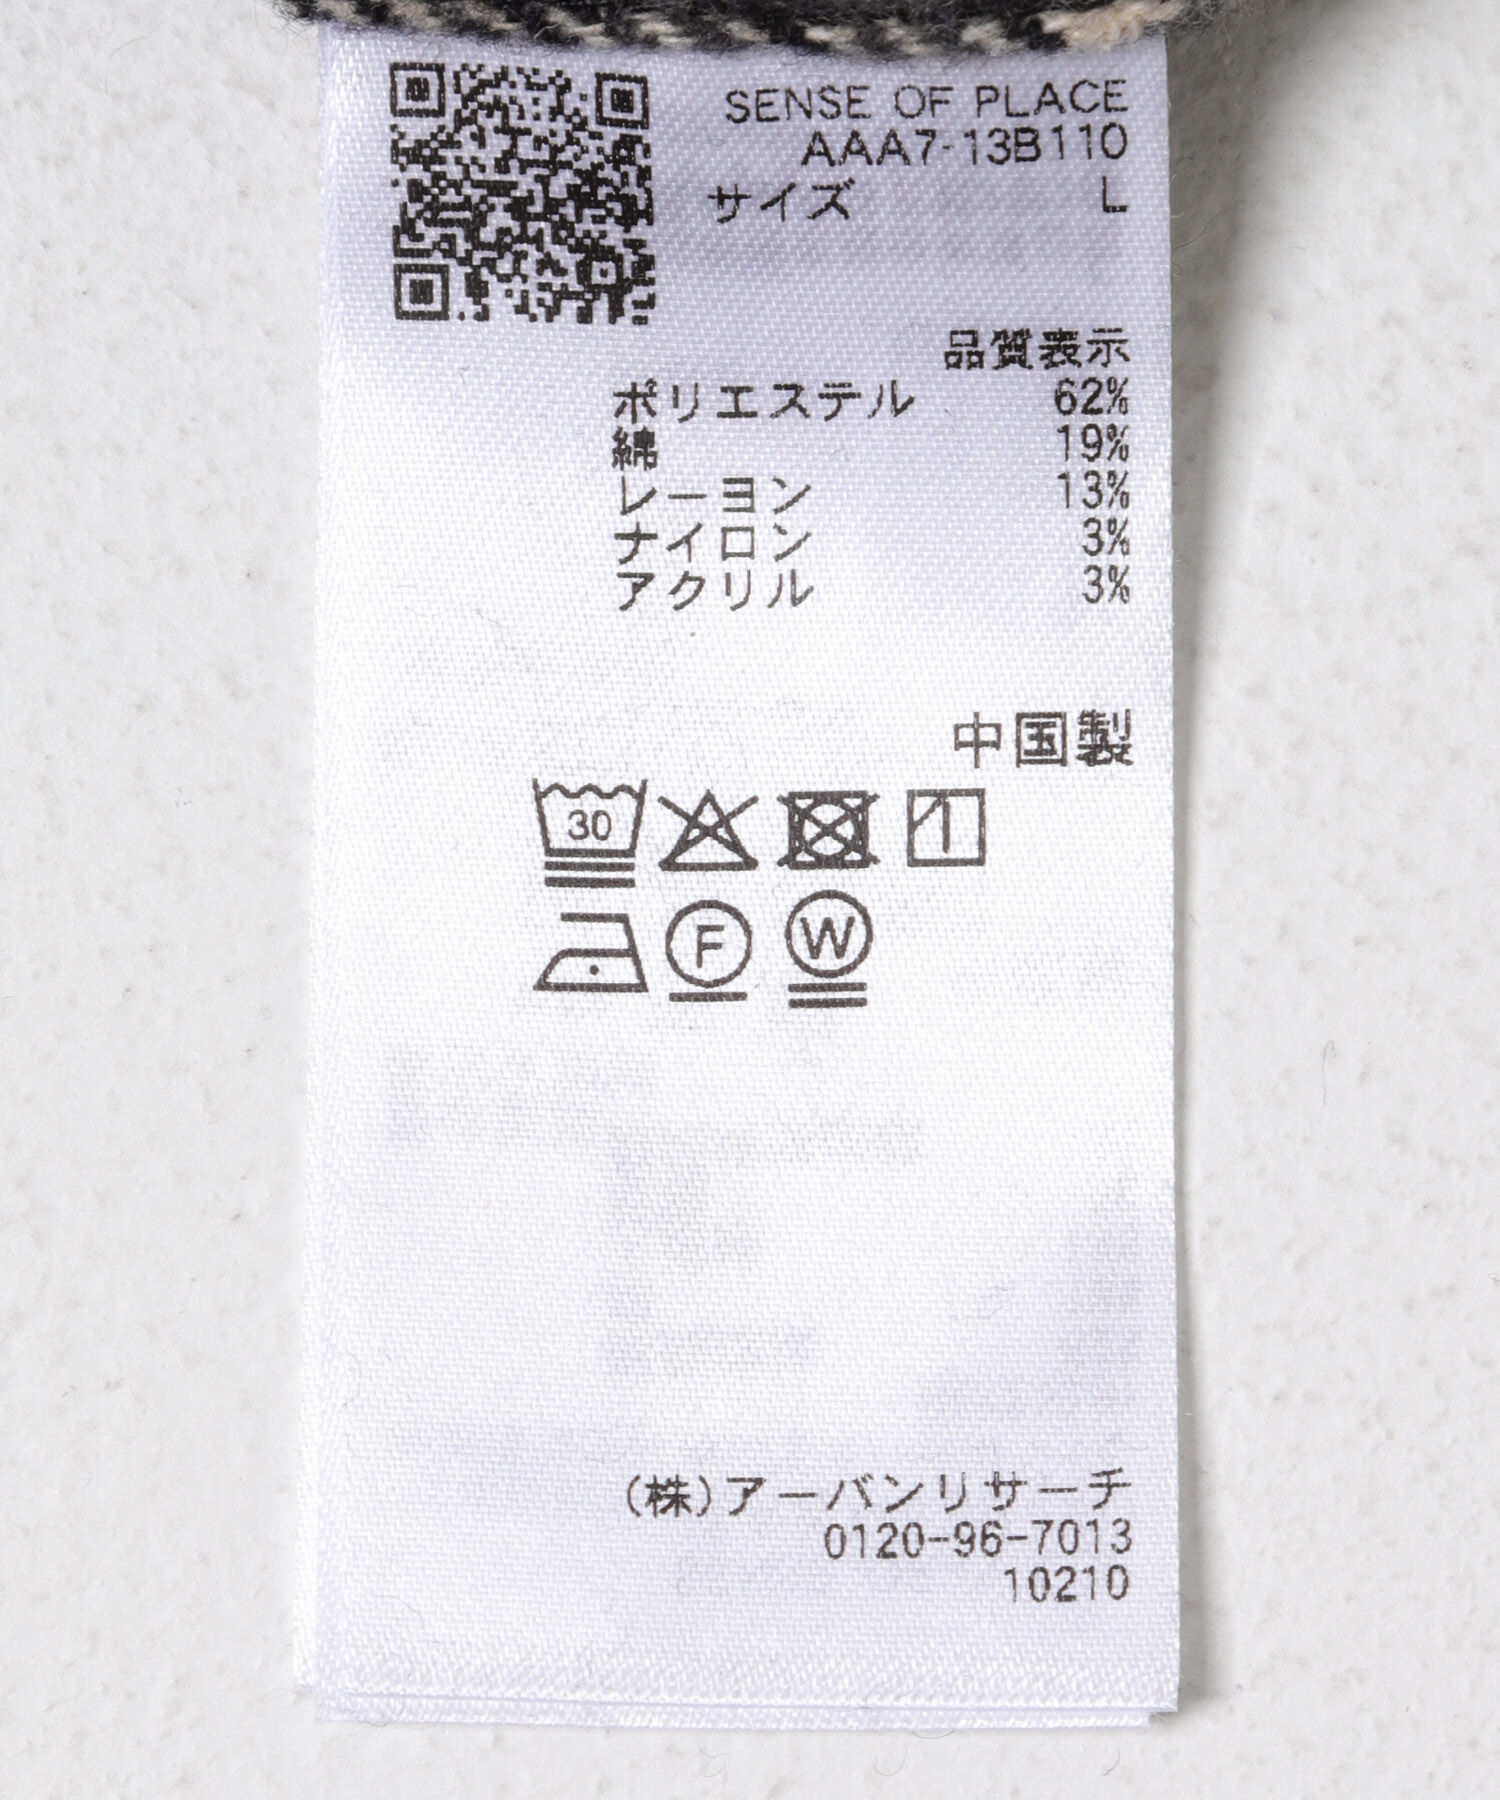 SENSE OF PLACE
AAA7-13B110
サイズ L
品質表示
ポリエステル 62%
綿 19%
レーヨン 13%
ナイロン 3%
アクリル 3%
中国製
30
F W
(株)アーバンリサーチ
0120-96-7013
10210